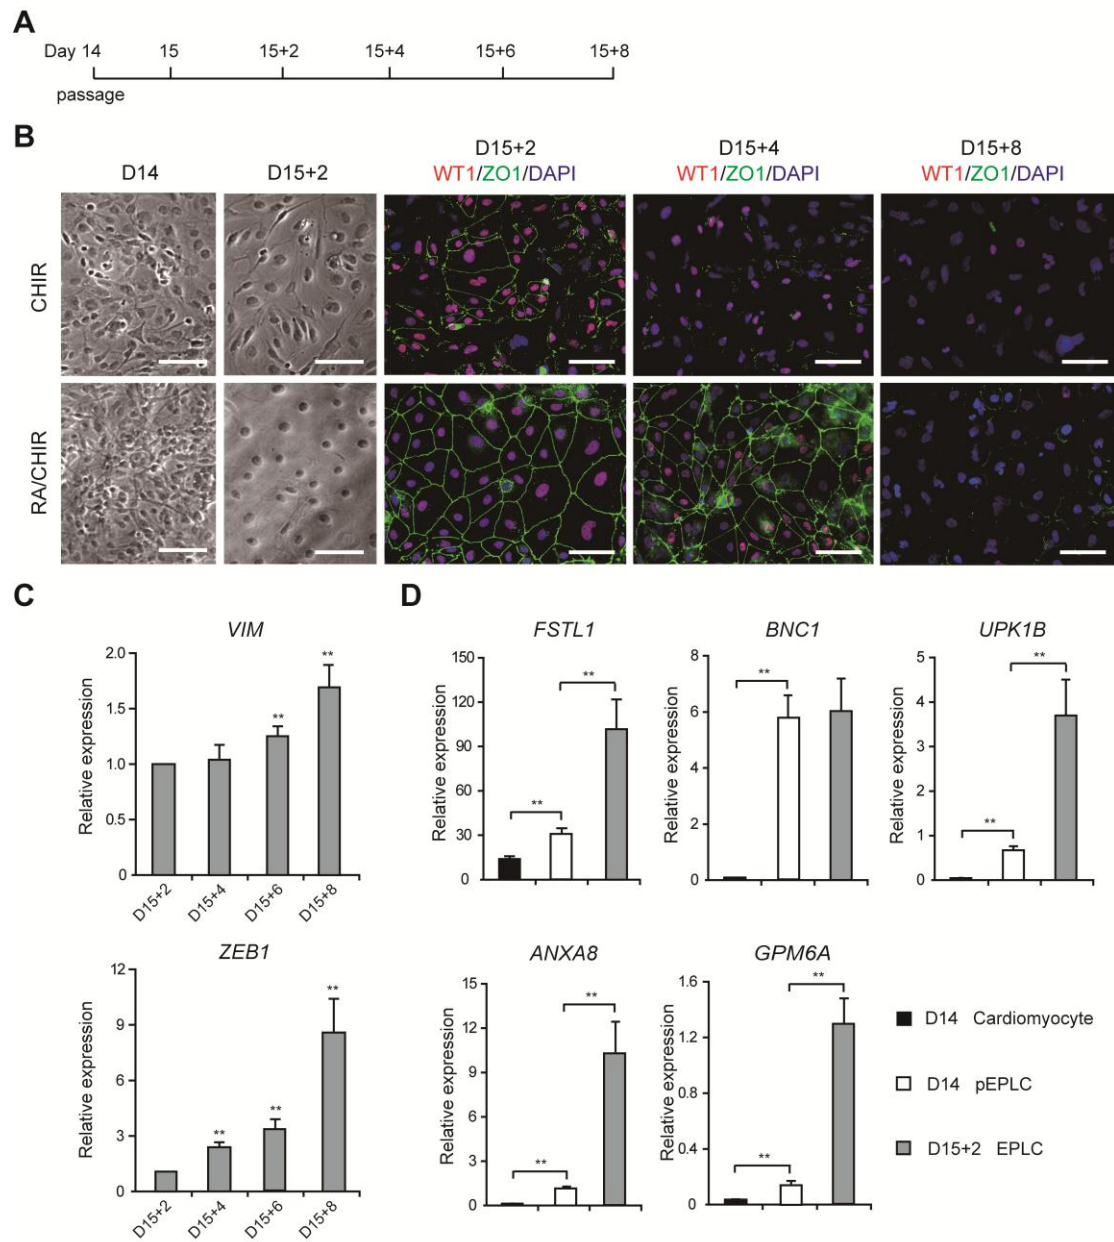 A
Day 14 15 15+2 15+4 15+6 15+8
passage
B
D14 D15+2 D15+2 D15+4 D15+8
WT1/ZO1/DAPI WT1/ZO1/DAPI WT1/ZO1/DAPI
CHIR
RA/CHIR
C
VIM
Relative expression
2.0
1.5
1.0
0.5
0
** **
D15+2 D15+4 D15+6 D15+8
ZEB1
Relative expression
12
9
6
3
0
** ** **
D15+2 D15+4 D15+6 D15+8
D
FSTL1
Relative expression
150
120
90
60
30
0
** **
BNC1
Relative expression
8
6
4
2
0
**
UPK1B
Relative expression
5
4
3
2
1
0
** **
ANXA8
Relative expression
15
12
9
6
3
0
** **
GPM6A
Relative expression
1.6
1.2
0.8
0.4
0
** **
D14 Cardiomyocyte
D14 pEPLC
D15+2 EPLC